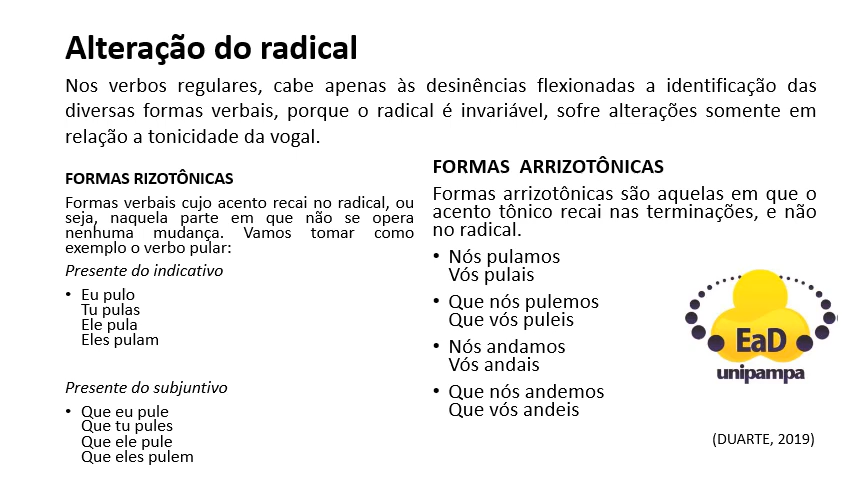 Alteração do radical
Nos verbos regulares, cabe apenas às desinências flexionadas a identificação das
diversas formas verbais, porque o radical é invariável, sofre alterações somente em
relação a tonicidade da vogal.
FORMAS RIZOTÔNICAS
Formas verbais cujo acento recai no radical, ou
seja, naquela parte em que não se opera
nenhuma mudança. Vamos tomar como
exemplo o verbo pular:
Presente do indicativo
• Eu pulo
Tu pulas
Ele pula
Eles pulam
Presente do subjuntivo
• Que eu pule
Que tu pules
Que ele pule
Que eles pulem
FORMAS ARRIZOTÔNICAS
Formas arrizotônicas são aquelas em que o
acento tônico recai nas terminações, e não
no radical.
• Nós pulamos
Vós pulais
• Que nós pulemos
Que vós puleis
• Nós andamos
Vós andais
• Que nós andemos
Que vós andeis
EaD
unipampa
(DUARTE, 2019)